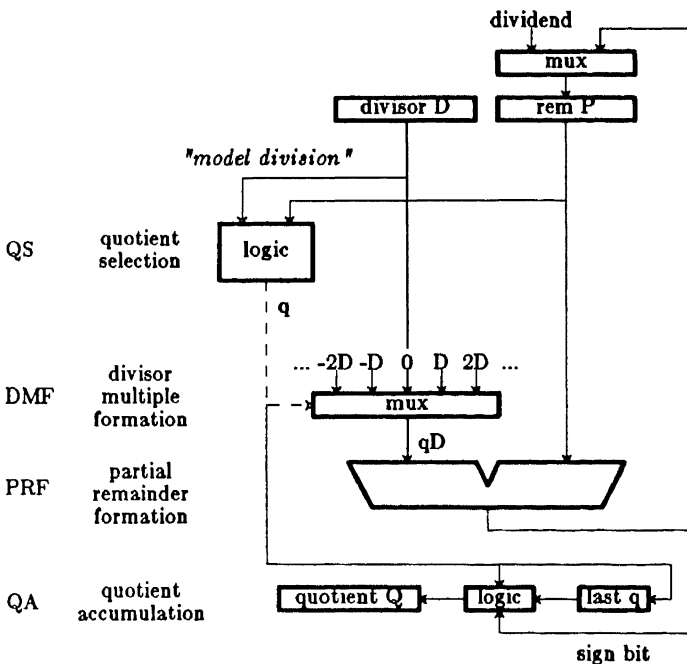 dividend
mux
divisor D
rem P
"model division"
QS
quotient
selection
logic
q
... -2D -D 0 D 2D ...
DMF
divisor
multiple
formation
mux
qD
PRF
partial
remainder
formation
QA
quotient
accumulation
quotient Q
logic
last q
sign bit